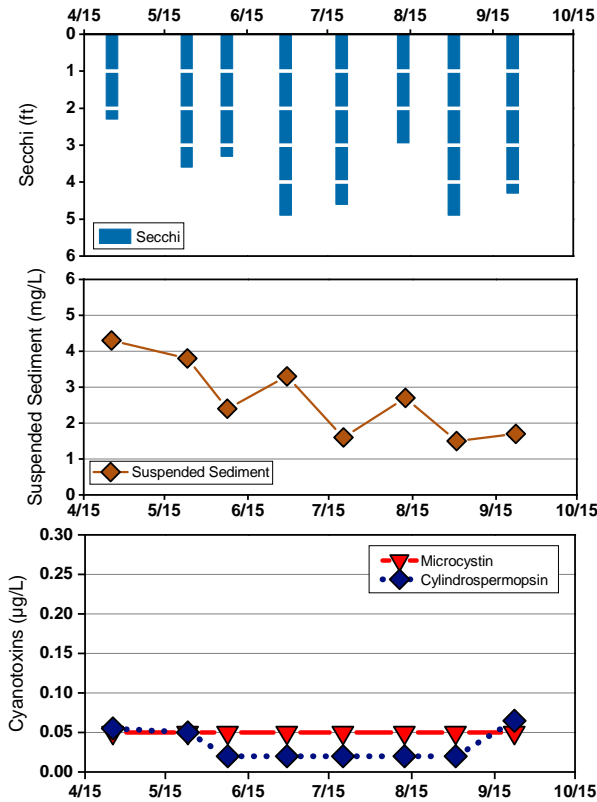 4/15 5/15 6/15 7/15 8/15 9/15 10/15
Secchi (ft)
0
1
2
3
4
5
6
Secchi
Suspended Sediment (mg/L)
6
5
4
3
2
1
0
Suspended Sediment
4/15 5/15 6/15 7/15 8/15 9/15 10/15
Cyanotoxins (µg/L)
0.30
0.25
0.20
0.15
0.10
0.05
0.00
Microcystin
Cylindrospermopsin
4/15 5/15 6/15 7/15 8/15 9/15 10/15